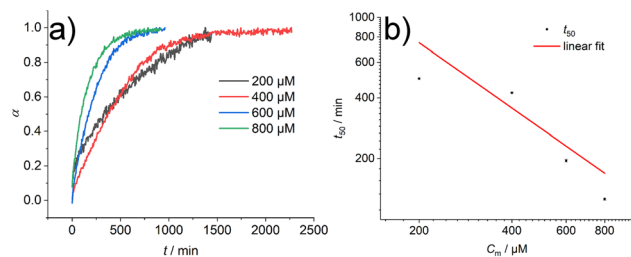 a)
1.0
0.8
0.6
0.4
0.2
0.0
α
200 µM
400 µM
600 µM
800 µM
0 500 1000 1500 2000 2500
t / min
b)
1000
800
600
400
200
t50 / min
t50
linear fit
200 400 600 800
Cm / µM